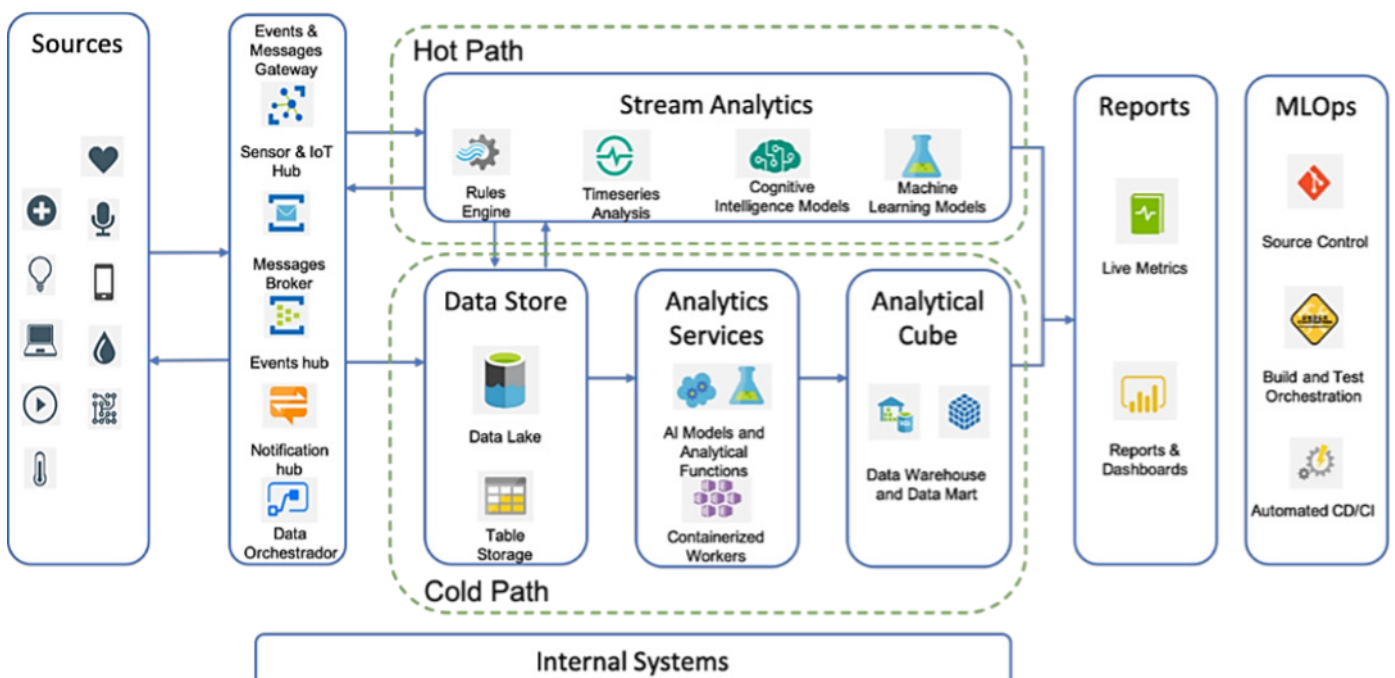 Sources
Events &
Messages
Gateway
Sensor & IoT
Hub
Messages
Broker
Events hub
Notification
hub
Data
Orchestrador
Hot Path
Stream Analytics
Rules
Engine
Timeseries
Analysis
Cognitive
Intelligence Models
Machine
Learning Models
Data Store
Data Lake
Table
Storage
Analytics
Services
AI Models and
Analytical
Functions
Containerized
Workers
Analytical
Cube
Data Warehouse
and Data Mart
Cold Path
Reports
Live Metrics
Reports &
Dashboards
MLOps
Source Control
Build and Test
Orchestration
Automated CD/CI
Internal Systems